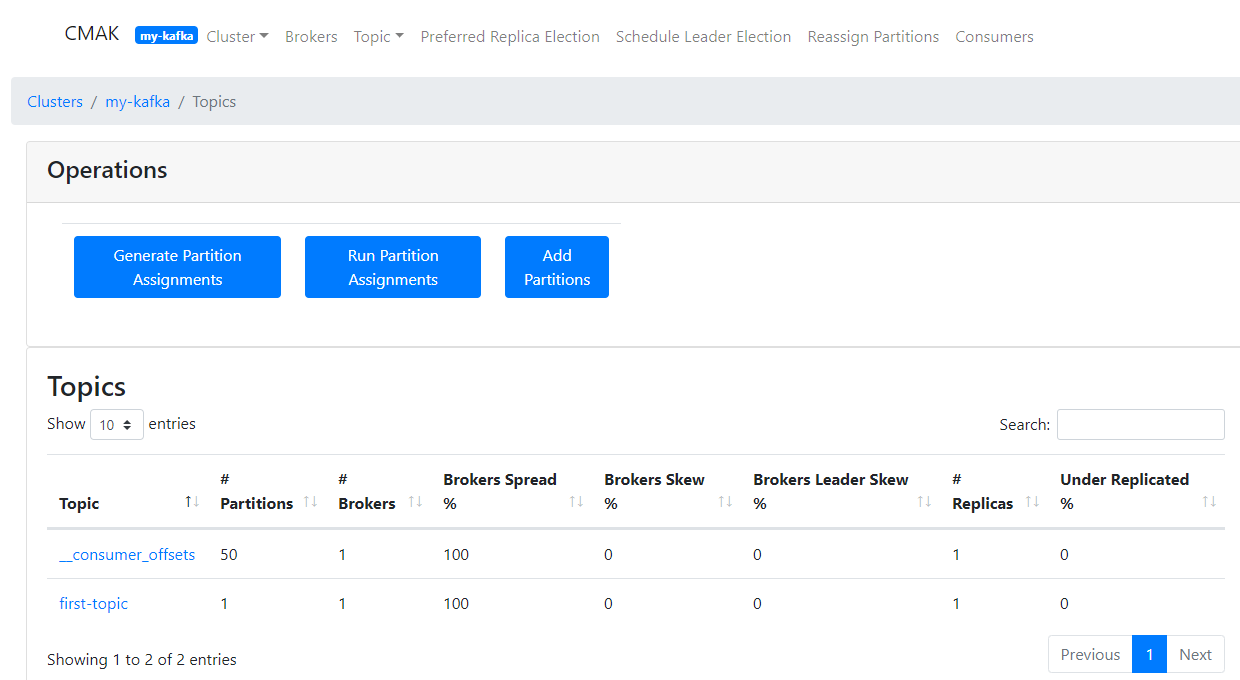 CMAK my-kafka Cluster Brokers Topic Preferred Replica Election Schedule Leader Election Reassign Partitions Consumers
Clusters / my-kafka / Topics
Operations
Generate Partition Assignments
Run Partition Assignments
Add Partitions
Topics
Show 10 entries
Search:
Topic # Partitions # Brokers Brokers Spread % Brokers Skew % Brokers Leader Skew % # Replicas Under Replicated %
__consumer_offsets 50 1 100 0 0 1 0
first-topic 1 1 100 0 0 1 0
Showing 1 to 2 of 2 entries
Previous 1 Next